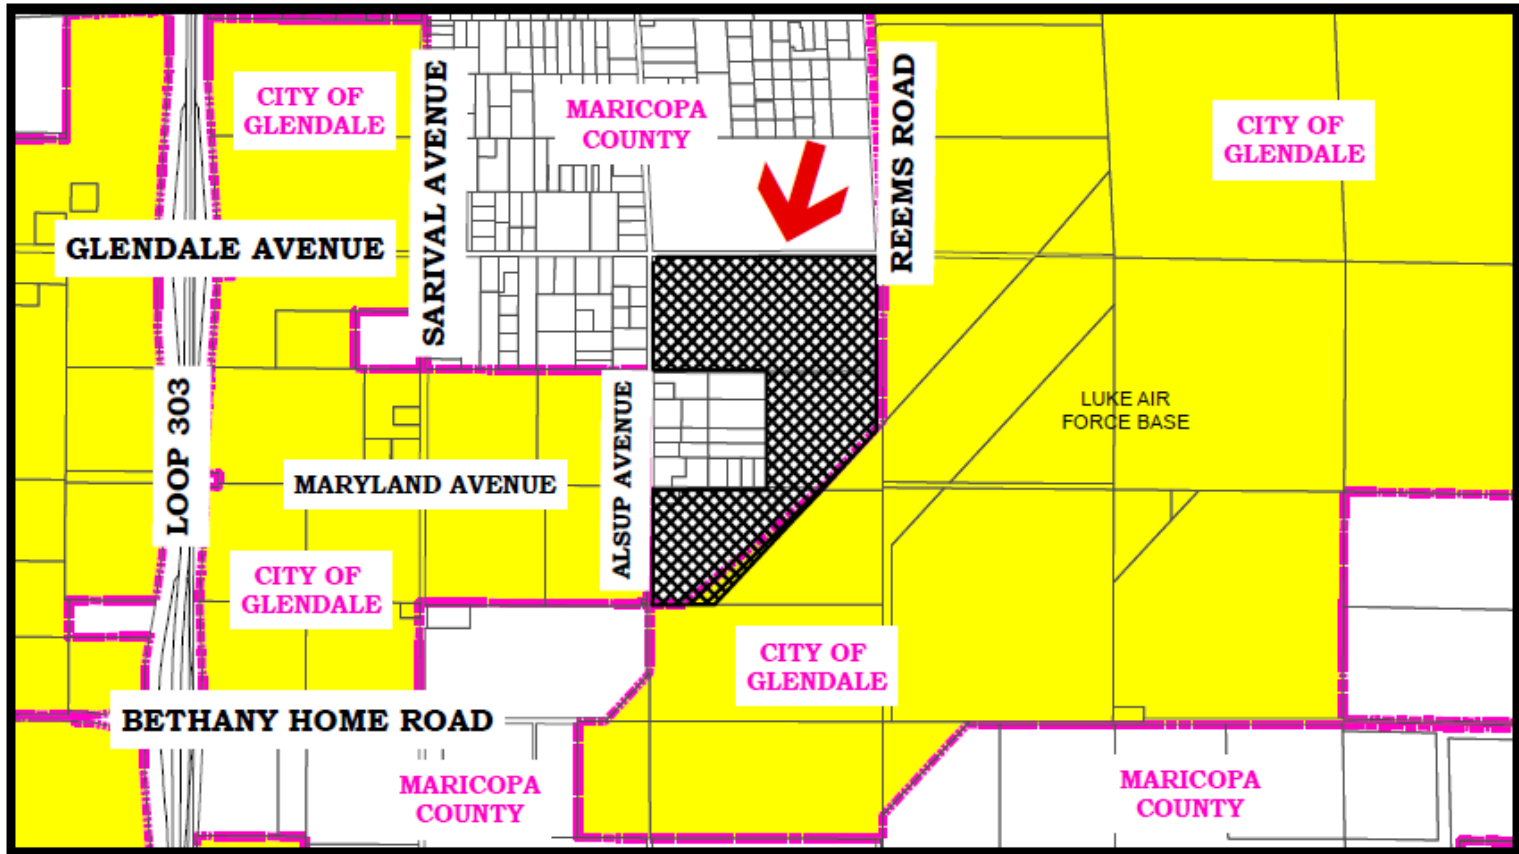 CITY OF
GLENDALE
SARIVAL AVENUE
MARICOPA
COUNTY
REEMS ROAD
CITY OF
GLENDALE
GLENDALE AVENUE
LOOP 303
ALSUP AVENUE
LUKE AIR
FORCE BASE
MARYLAND AVENUE
CITY OF
GLENDALE
CITY OF
GLENDALE
BETHANY HOME ROAD
MARICOPA
COUNTY
MARICOPA
COUNTY